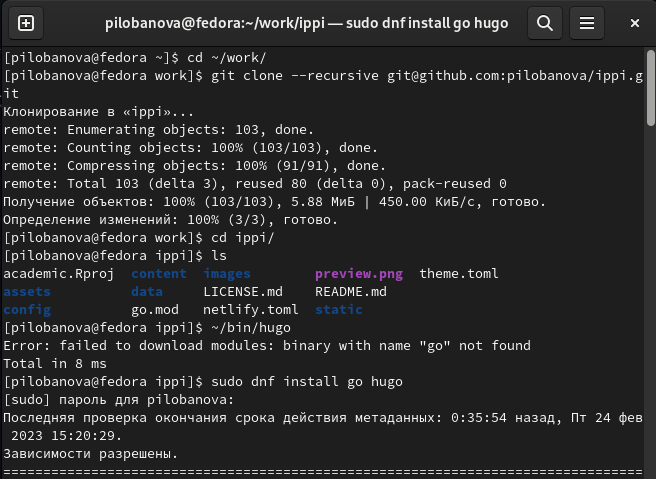 pilobanova@fedora:~/work/ippi — sudo dnf install go hugo
[pilobanova@fedora ~]$ cd ~/work/
[pilobanova@fedora work]$ git clone --recursive git@github.com:pilobanova/ippi.g
it
Клонирование в «ippi»...
remote: Enumerating objects: 103, done.
remote: Counting objects: 100% (103/103), done.
remote: Compressing objects: 100% (91/91), done.
remote: Total 103 (delta 3), reused 80 (delta 0), pack-reused 0
Получение объектов: 100% (103/103), 5.88 МиБ | 450.00 КиБ/с, готово.
Определение изменений: 100% (3/3), готово.
[pilobanova@fedora work]$ cd ippi/
[pilobanova@fedora ippi]$ ls
academic.Rproj  content  images        preview.png  theme.toml
assets          data     LICENSE.md    README.md
config          go.mod   netlify.toml  static
[pilobanova@fedora ippi]$ ~/bin/hugo
Error: failed to download modules: binary with name "go" not found
Total in 8 ms
[pilobanova@fedora ippi]$ sudo dnf install go hugo
[sudo] пароль для pilobanova:
Последняя проверка окончания срока действия метаданных: 0:35:54 назад, Пт 24 фев
 2023 15:20:29.
Зависимости разрешены.
================================================================================